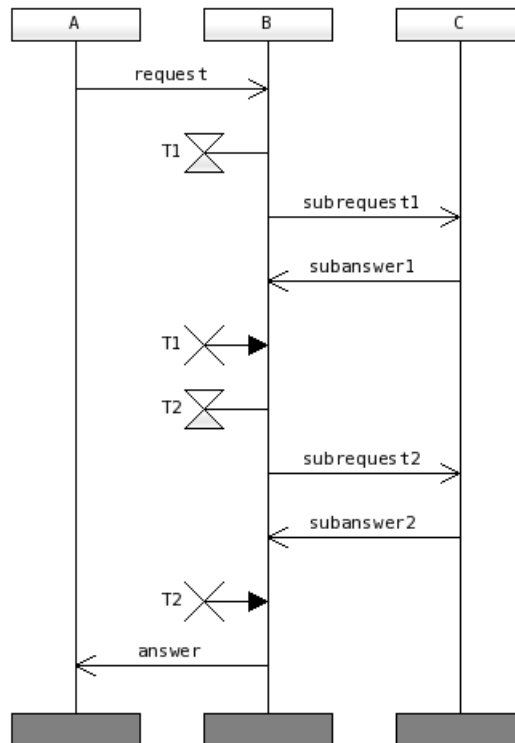 A B C
request
T1
subrequest1
subanswer1
T1
T2
subrequest2
subanswer2
T2
answer